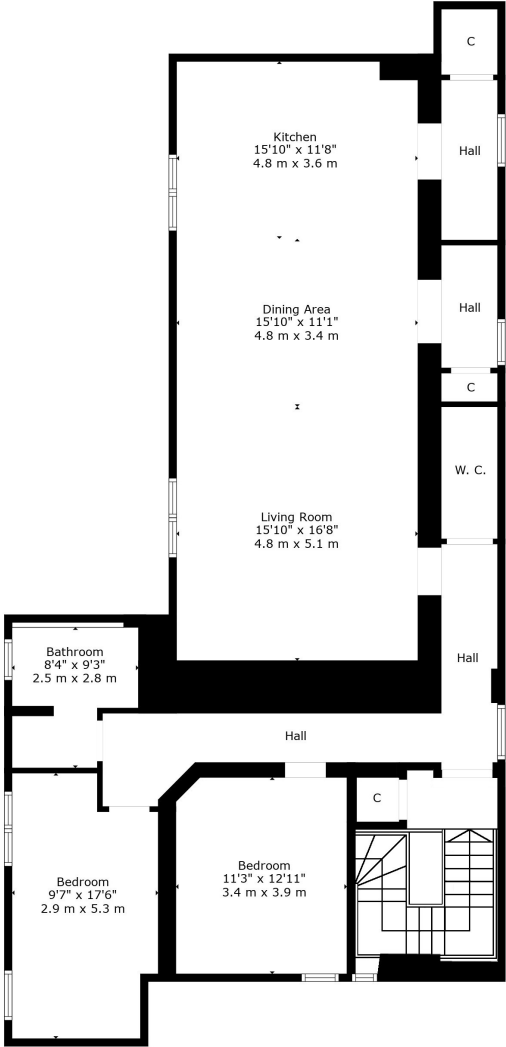 C
Kitchen
15'10" x 11'8"
4.8 m x 3.6 m
Hall
Dining Area
15'10" x 11'1"
4.8 m x 3.4 m
Hall
C
W. C.
Living Room
15'10" x 16'8"
4.8 m x 5.1 m
Bathroom
8'4" x 9'3"
2.5 m x 2.8 m
Hall
Hall
C
Bedroom
11'3" x 12'11"
3.4 m x 3.9 m
Bedroom
9'7" x 17'6"
2.9 m x 5.3 m